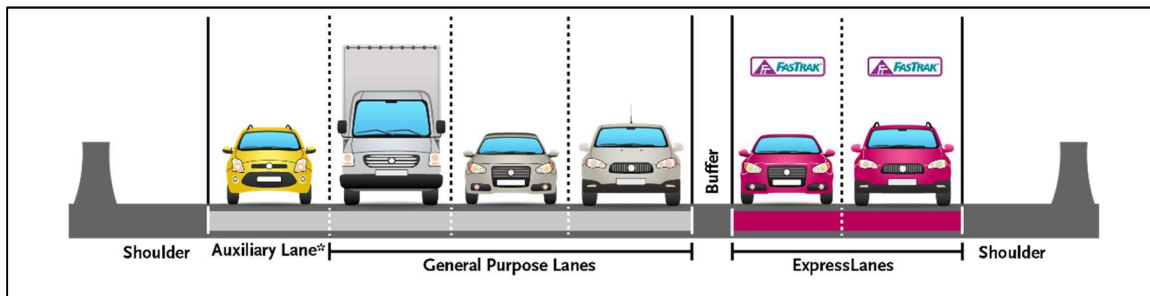 FASTRAK
FASTRAK
Buffer
Shoulder
Auxiliary Lane*
General Purpose Lanes
ExpressLanes
Shoulder